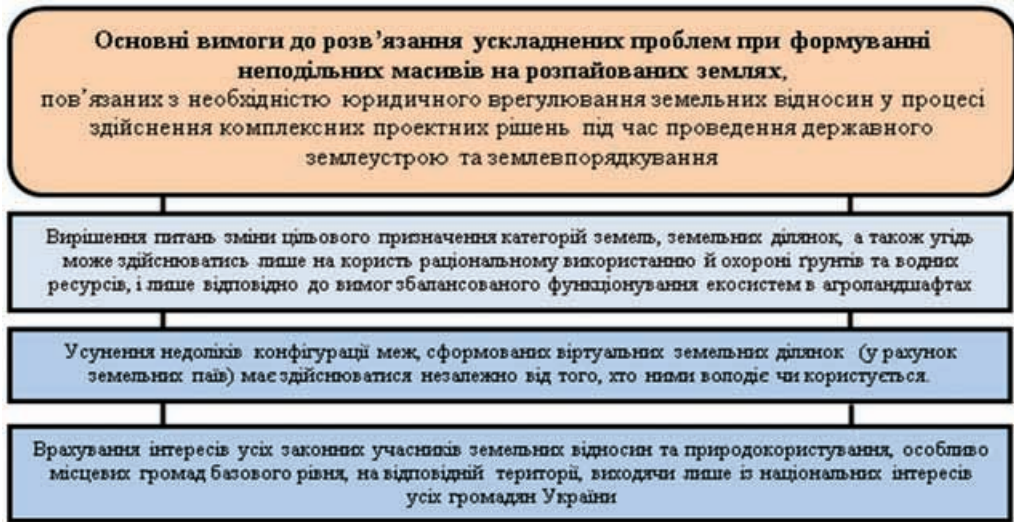 Основні вимоги до розв’язання ускладнених проблем при формуванні
неподільних масивів на розпайованих землях,
пов’язаних з необхідністю юридичного врегулювання земельних відносин у процесі
здійснення комплексних проектних рішень під час проведення державного
землеустрою та землевпорядкування
Вирішення питань зміни цільового призначення категорій земель, земельних ділянок, а також угідь
може здійснюватись лише на користь раціональному використанню й охороні ґрунтів та водних
ресурсів, і лише відповідно до вимог збалансованого функціонування екосистем в агроландшафтах
Усунення недоліків конфігурації меж, сформованих віртуальних земельних ділянок (у рахунок
земельних паїв) має здійснюватися незалежно від того, хто ними володіє чи користується.
Врахування інтересів усіх законних учасників земельних відносин та природокористування, особливо
місцевих громад базового рівня, на відповідній території, виходячи лише із національних інтересів
усіх громадян України